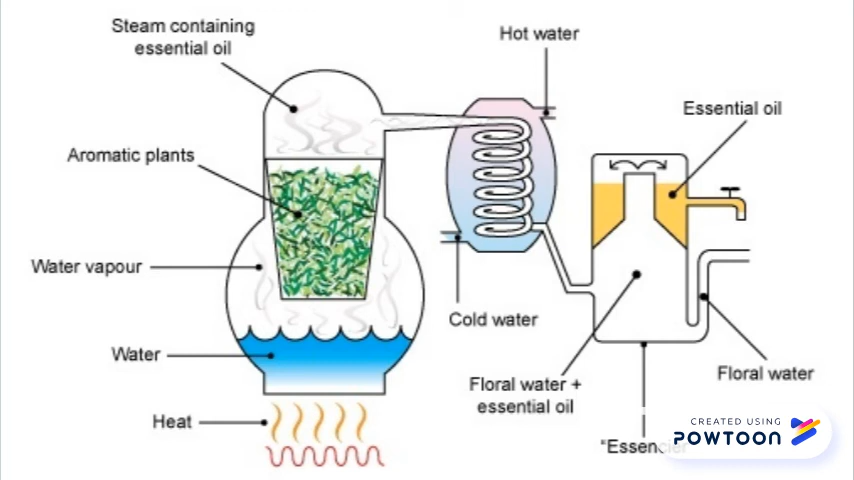 Steam containing
essential oil
Hot water
Essential oil
Aromatic plants
Water vapour
Cold water
Water
Floral water +
essential oil
Floral water
Heat
CREATED USING
POWTOON